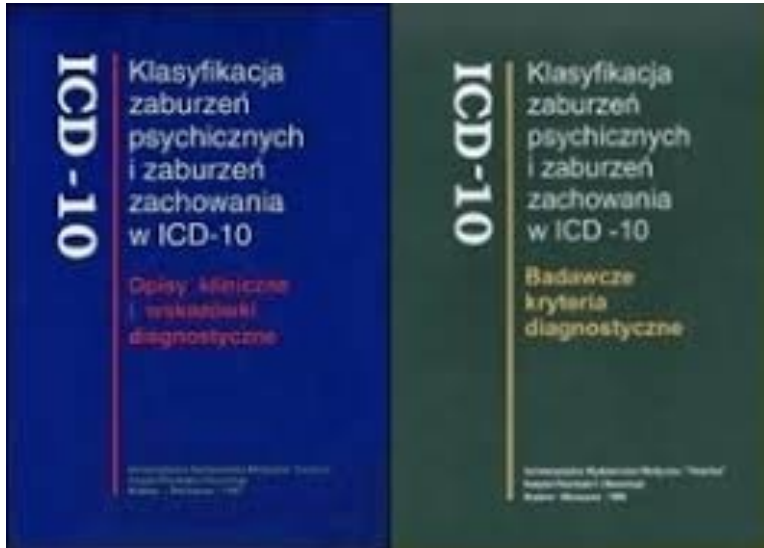 ICD-10
Klasyfikacja
zaburzeń
psychicznych
i zaburzeń
zachowania
w ICD-10
Opisy kliniczne
i wskazówki
diagnostyczne
ICD-10
Klasyfikacja
zaburzeń
psychicznych
i zaburzeń
zachowania
w ICD -10
Badawcze
kryteria
diagnostyczne